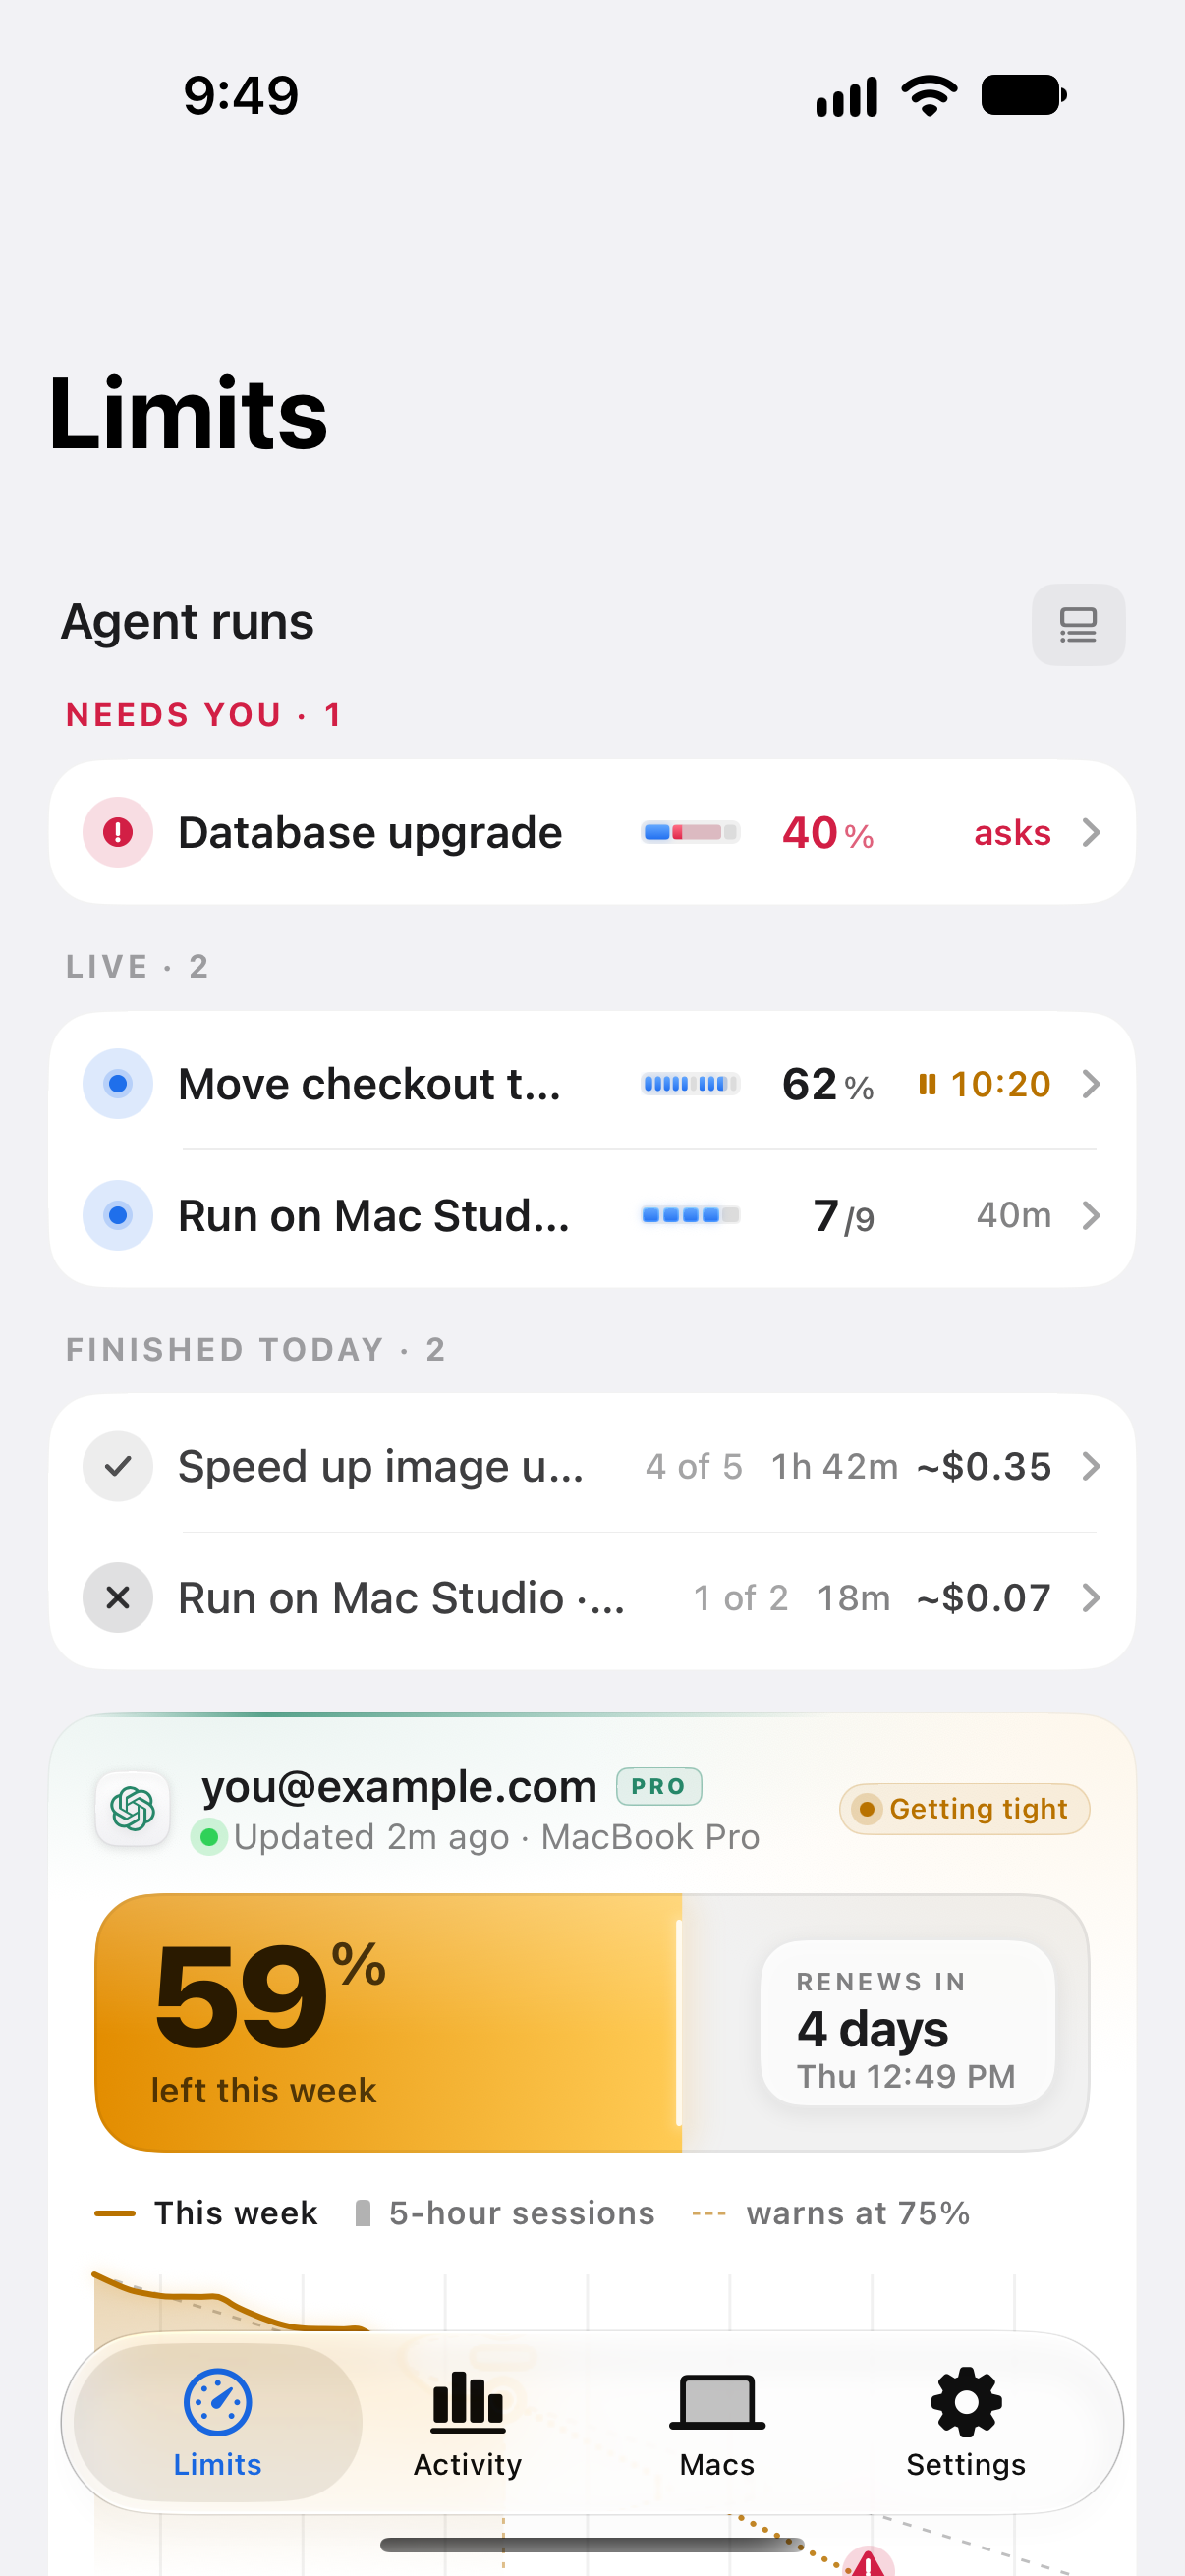 9:49
Limits
Agent runs
NEEDS YOU · 1
Database upgrade 40% asks
LIVE · 2
Move checkout t... 62% 10:20
Run on Mac Stud... 7/9 40m
FINISHED TODAY · 2
Speed up image u... 4 of 5 1h 42m ~$0.35
Run on Mac Studio ·... 1 of 2 18m ~$0.07
you@example.com PRO
Getting tight
Updated 2m ago · MacBook Pro
59%
left this week
RENEWS IN
4 days
Thu 12:49 PM
This week 5-hour sessions warns at 75%
Limits Activity Macs Settings